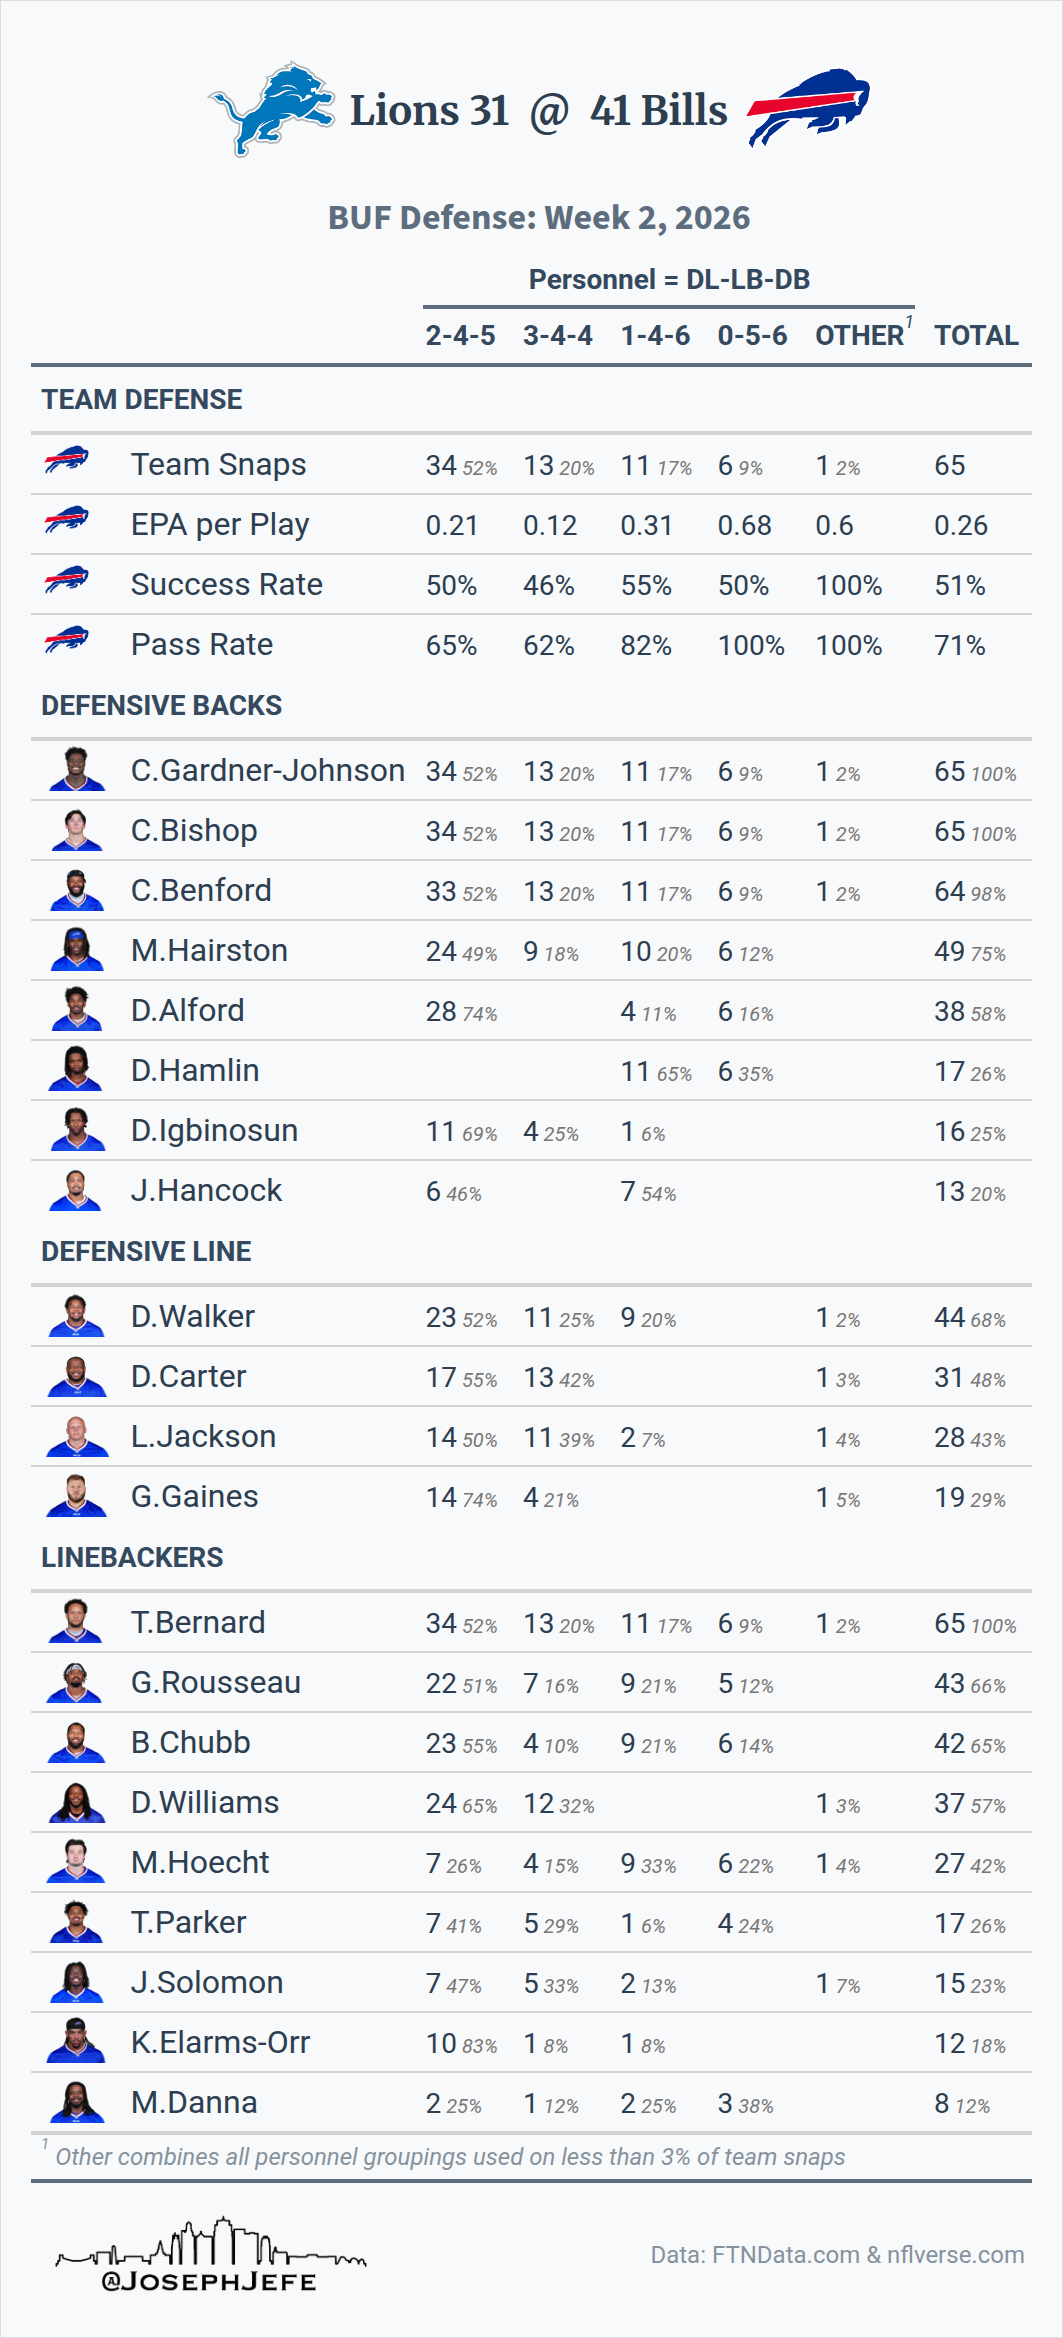 Lions 31 @ 41 Bills
BUF Defense: Week 2, 2026
Personnel = DL-LB-DB
2-4-5 3-4-4 1-4-6 0-5-6 OTHER1 TOTAL
TEAM DEFENSE
Team Snaps 34 52% 13 20% 11 17% 6 9% 1 2% 65
EPA per Play 0.21 0.12 0.31 0.68 0.6 0.26
Success Rate 50% 46% 55% 50% 100% 51%
Pass Rate 65% 62% 82% 100% 100% 71%
DEFENSIVE BACKS
C.Gardner-Johnson 34 52% 13 20% 11 17% 6 9% 1 2% 65 100%
C.Bishop 34 52% 13 20% 11 17% 6 9% 1 2% 65 100%
C.Benford 33 52% 13 20% 11 17% 6 9% 1 2% 64 98%
M.Hairston 24 49% 9 18% 10 20% 6 12% 49 75%
D.Alford 28 74% 4 11% 6 16% 38 58%
D.Hamlin 11 65% 6 35% 17 26%
D.Igbinosun 11 69% 4 25% 1 6% 16 25%
J.Hancock 6 46% 7 54% 13 20%
DEFENSIVE LINE
D.Walker 23 52% 11 25% 9 20% 1 2% 44 68%
D.Carter 17 55% 13 42% 1 3% 31 48%
L.Jackson 14 50% 11 39% 2 7% 1 4% 28 43%
G.Gaines 14 74% 4 21% 1 5% 19 29%
LINEBACKERS
T.Bernard 34 52% 13 20% 11 17% 6 9% 1 2% 65 100%
G.Rousseau 22 51% 7 16% 9 21% 5 12% 43 66%
B.Chubb 23 55% 4 10% 9 21% 6 14% 42 65%
D.Williams 24 65% 12 32% 1 3% 37 57%
M.Hoecht 7 26% 4 15% 9 33% 6 22% 1 4% 27 42%
T.Parker 7 41% 5 29% 1 6% 4 24% 17 26%
J.Solomon 7 47% 5 33% 2 13% 1 7% 15 23%
K.Elarms-Orr 10 83% 1 8% 1 8% 12 18%
M.Danna 2 25% 1 12% 2 25% 3 38% 8 12%
1 Other combines all personnel groupings used on less than 3% of team snaps
@JosephJefe
Data: FTNData.com & nflverse.com